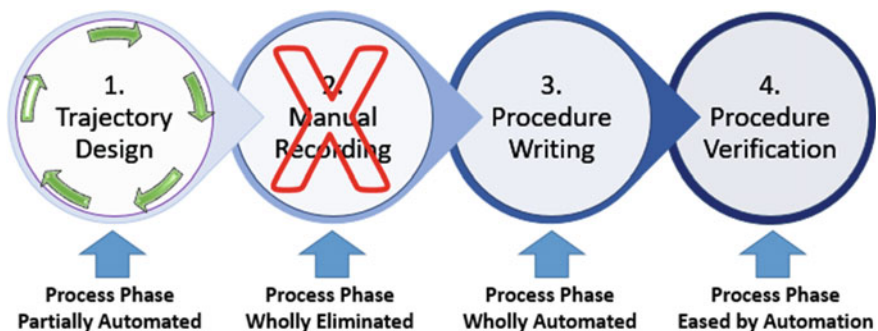 1.
Trajectory
Design
2.
Manual
Recording
3.
Procedure
Writing
4.
Procedure
Verification
Process Phase
Partially Automated
Process Phase
Wholly Eliminated
Process Phase
Wholly Automated
Process Phase
Eased by Automation